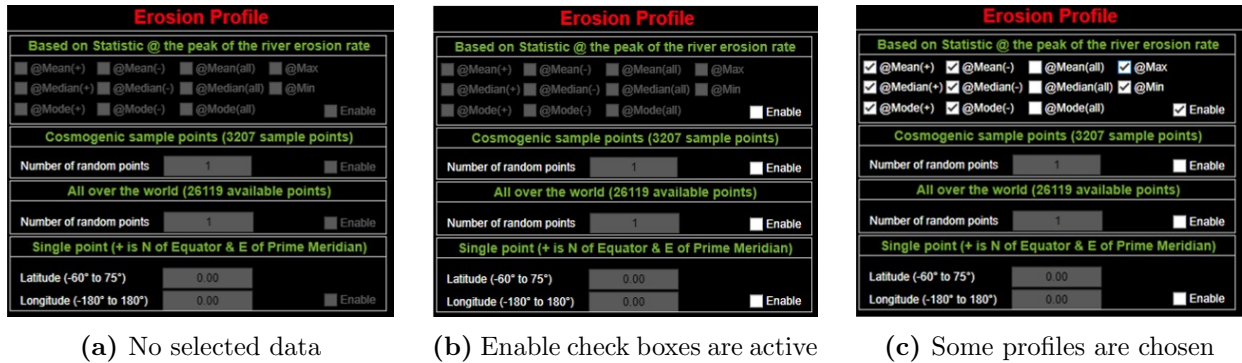 Erosion Profile
Based on Statistic @ the peak of the river erosion rate
@Mean(+) @Mean(-) @Mean(all) @Max
@Median(+) @Median(-) @Median(all) @Min
@Mode(+) @Mode(-) @Mode(all) Enable
Cosmogenic sample points (3207 sample points)
Number of random points 1 Enable
All over the world (26119 available points)
Number of random points 1 Enable
Single point (+ is N of Equator & E of Prime Meridian)
Latitude (-60° to 75°) 0.00
Longitude (-180° to 180°) 0.00 Enable
(a) No selected data
Erosion Profile
Based on Statistic @ the peak of the river erosion rate
@Mean(+) @Mean(-) @Mean(all) @Max
@Median(+) @Median(-) @Median(all) @Min
@Mode(+) @Mode(-) @Mode(all) Enable
Cosmogenic sample points (3207 sample points)
Number of random points 1 Enable
All over the world (26119 available points)
Number of random points 1 Enable
Single point (+ is N of Equator & E of Prime Meridian)
Latitude (-60° to 75°) 0.00
Longitude (-180° to 180°) 0.00 Enable
(b) Enable check boxes are active
Erosion Profile
Based on Statistic @ the peak of the river erosion rate
@Mean(+) @Mean(-) @Mean(all) @Max
@Median(+) @Median(-) @Median(all) @Min
@Mode(+) @Mode(-) @Mode(all) Enable
Cosmogenic sample points (3207 sample points)
Number of random points 1 Enable
All over the world (26119 available points)
Number of random points 1 Enable
Single point (+ is N of Equator & E of Prime Meridian)
Latitude (-60° to 75°) 0.00
Longitude (-180° to 180°) 0.00 Enable
(c) Some profiles are chosen